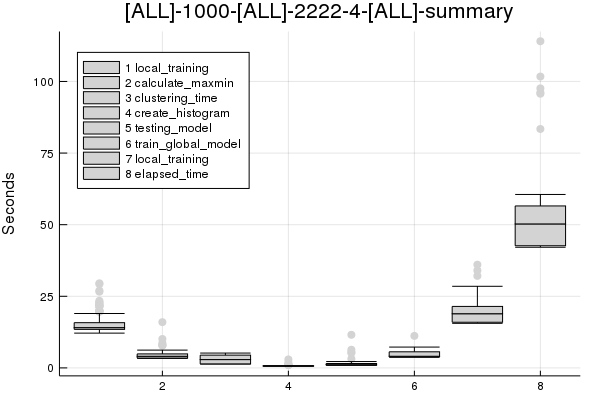 [ALL]-1000-[ALL]-2222-4-[ALL]-summary
Seconds
100
75
50
25
0
1 local_training
2 calculate_maxmin
3 clustering_time
4 create_histogram
5 testing_model
6 train_global_model
7 local_training
8 elapsed_time
2 4 6 8